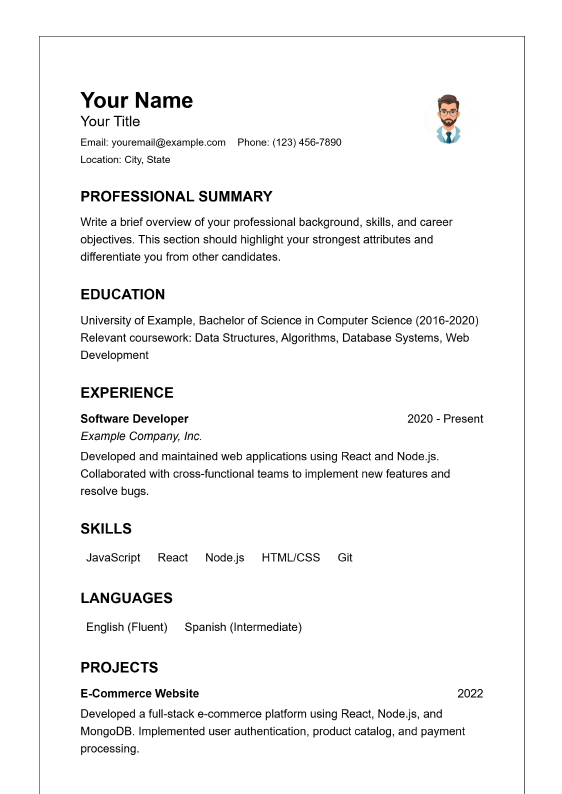 Your Name
Your Title
Email: youremail@example.com Phone: (123) 456-7890
Location: City, State
PROFESSIONAL SUMMARY
Write a brief overview of your professional background, skills, and career
objectives. This section should highlight your strongest attributes and
differentiate you from other candidates.
EDUCATION
University of Example, Bachelor of Science in Computer Science (2016-2020)
Relevant coursework: Data Structures, Algorithms, Database Systems, Web
Development
EXPERIENCE
Software Developer 2020 - Present
Example Company, Inc.
Developed and maintained web applications using React and Node.js.
Collaborated with cross-functional teams to implement new features and
resolve bugs.
SKILLS
JavaScript React Node.js HTML/CSS Git
LANGUAGES
English (Fluent) Spanish (Intermediate)
PROJECTS
E-Commerce Website 2022
Developed a full-stack e-commerce platform using React, Node.js, and
MongoDB. Implemented user authentication, product catalog, and payment
processing.